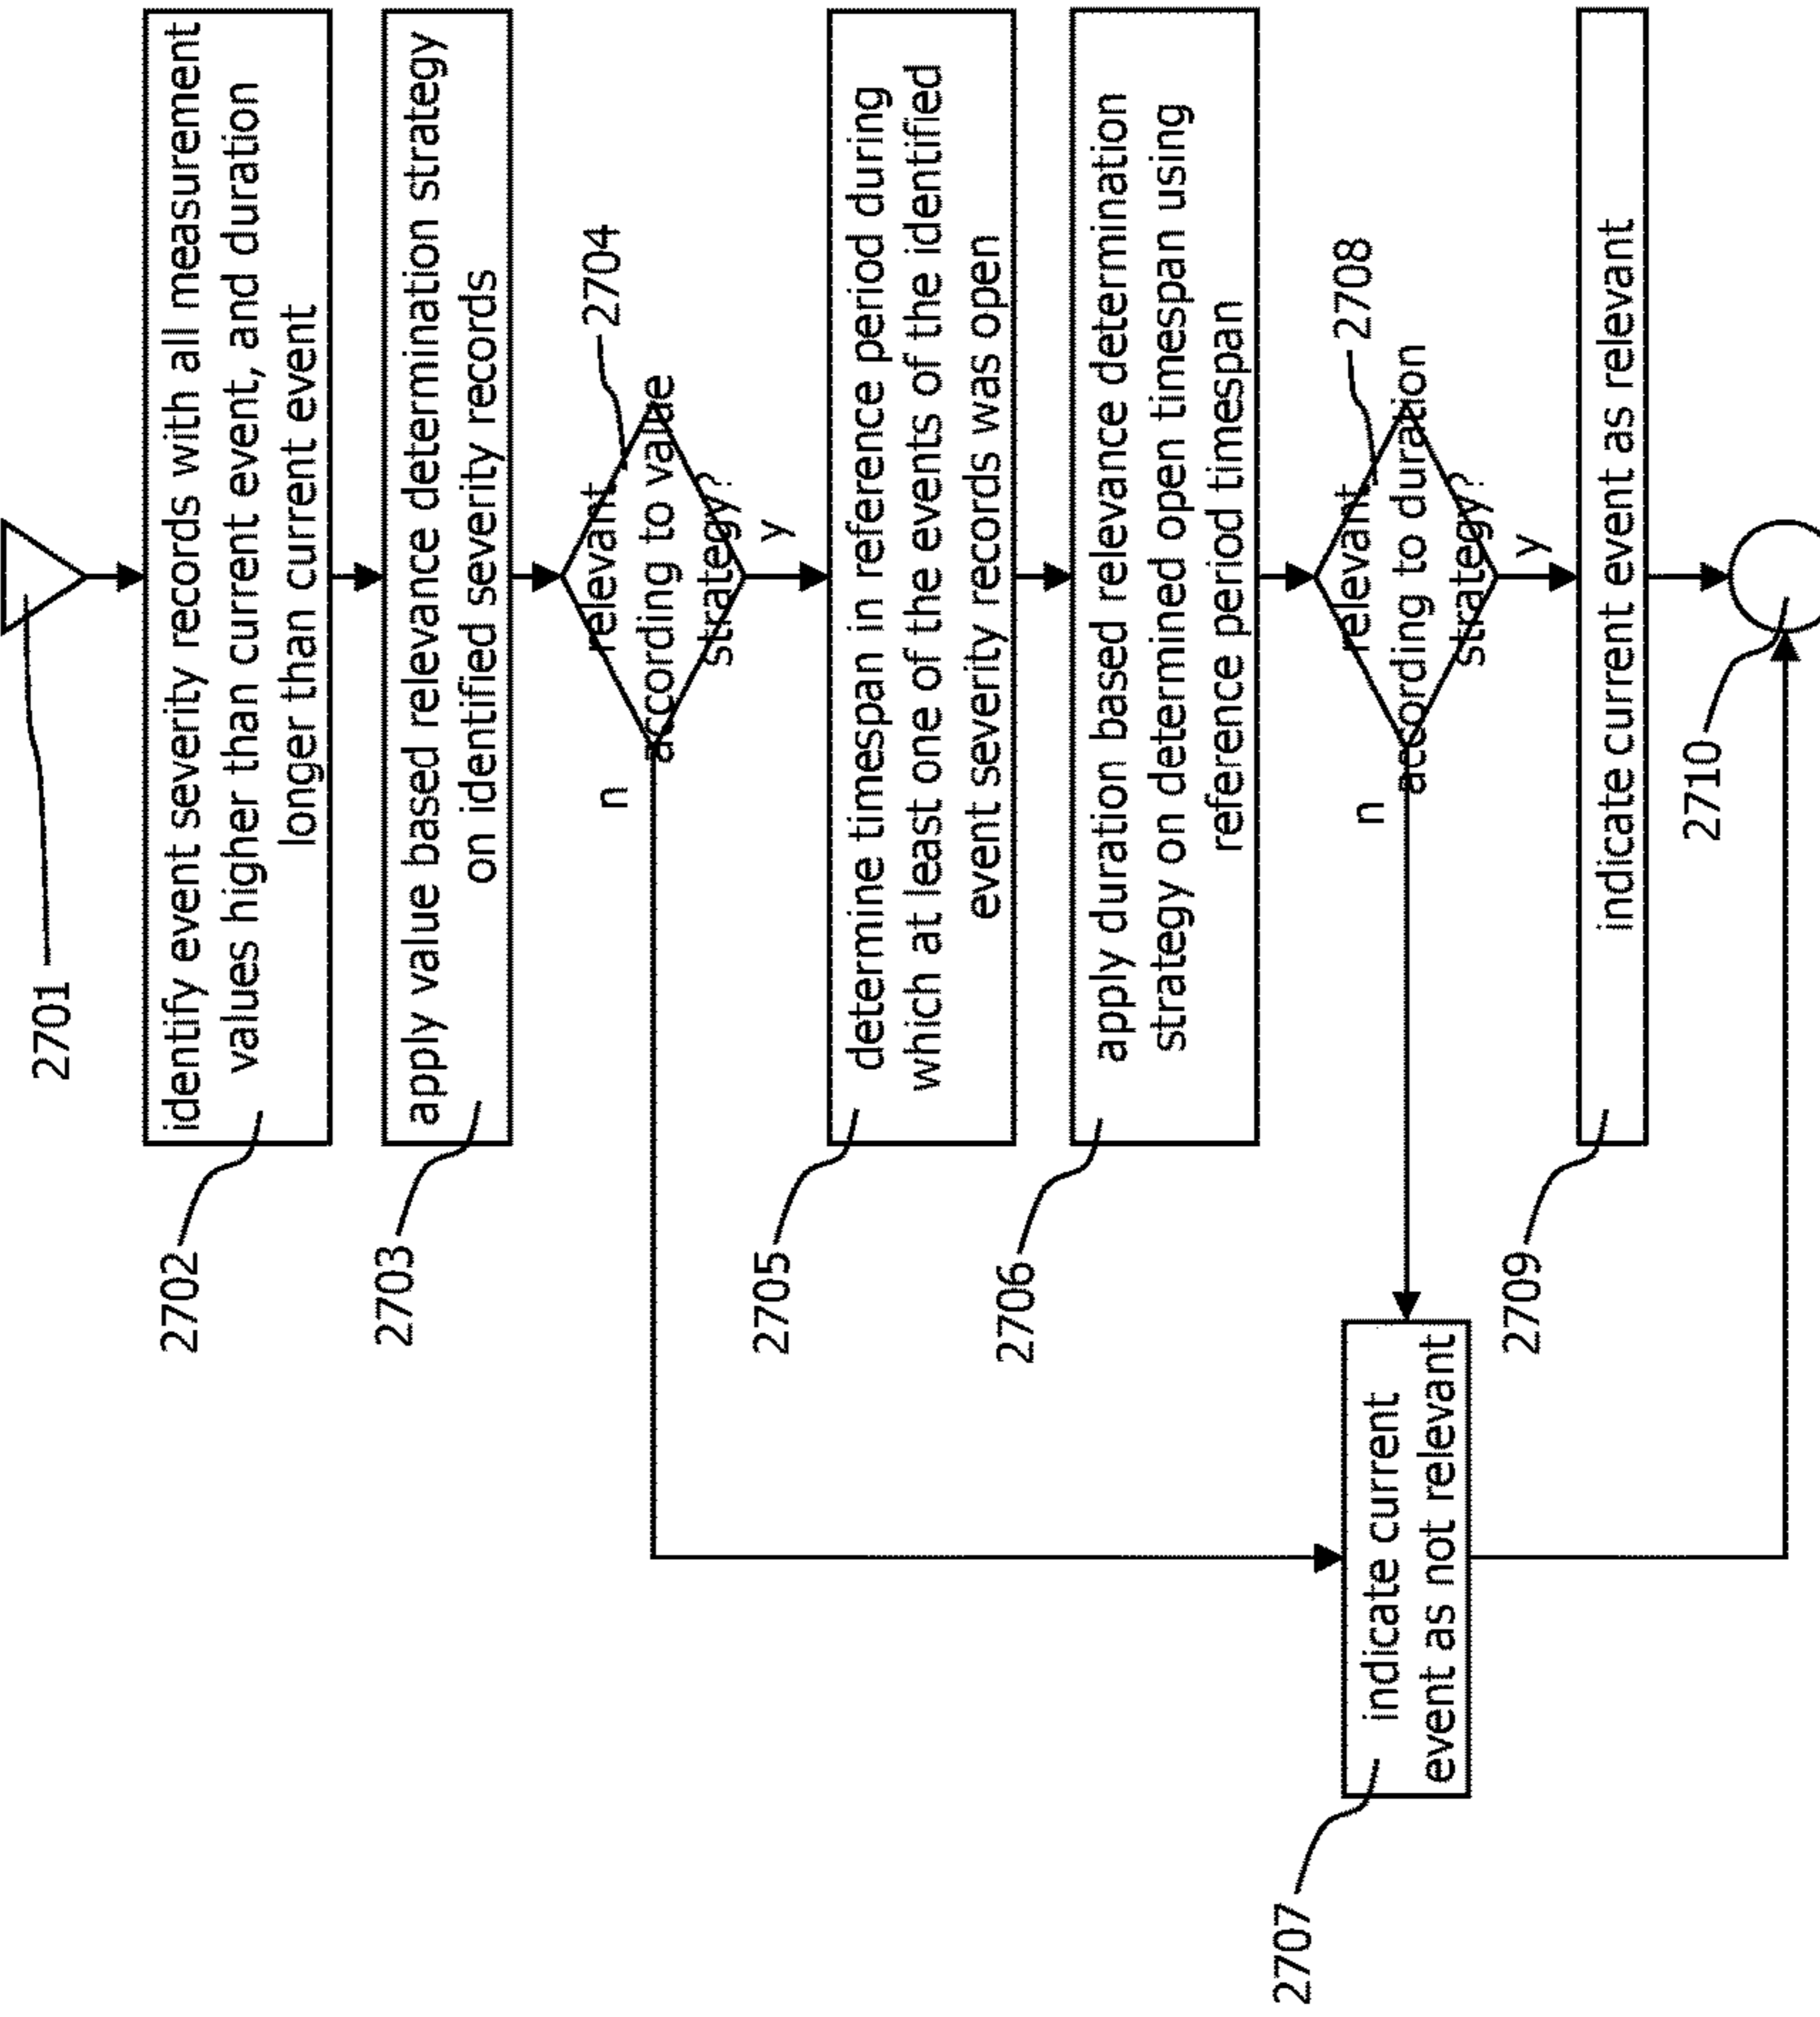 2701
identify event severity records with all measurement
values higher than current event, and duration
longer than current event
2702
apply value based relevance determination strategy
on identified severity records
2703
relevant
according to value
strategy?
2704
n
y
determine timespan in reference period during
which at least one of the events of the identified
event severity records was open
2705
apply duration based relevance determination
strategy on determined open timespan using
reference period timespan
2706
relevant
according to duration
strategy?
2708
n
y
indicate current
event as not relevant
2707
indicate current event as relevant
2709
2710